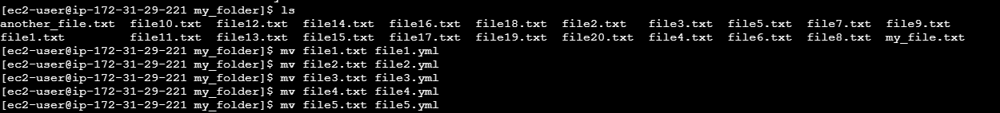 [ec2-user@ip-172-31-29-221 my_folder]$ ls
another_file.txt  file10.txt  file12.txt  file14.txt  file16.txt  file18.txt  file2.txt   file3.txt  file5.txt  file7.txt  file9.txt
file1.txt         file11.txt  file13.txt  file15.txt  file17.txt  file19.txt  file20.txt  file4.txt  file6.txt  file8.txt  my_file.txt
[ec2-user@ip-172-31-29-221 my_folder]$ mv file1.txt file1.yml
[ec2-user@ip-172-31-29-221 my_folder]$ mv file2.txt file2.yml
[ec2-user@ip-172-31-29-221 my_folder]$ mv file3.txt file3.yml
[ec2-user@ip-172-31-29-221 my_folder]$ mv file4.txt file4.yml
[ec2-user@ip-172-31-29-221 my_folder]$ mv file5.txt file5.yml